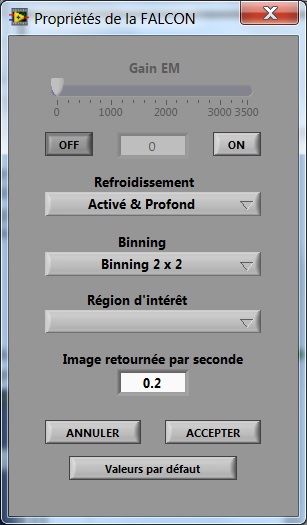 Propriétés de la FALCON
Gain EM
0 1000 2000 3000 3500
OFF 0 ON
Refroidissement
Activé & Profond
Binning
Binning 2 x 2
Région d'intérêt
Image retournée par seconde
0.2
ANNULER ACCEPTER
Valeurs par défaut